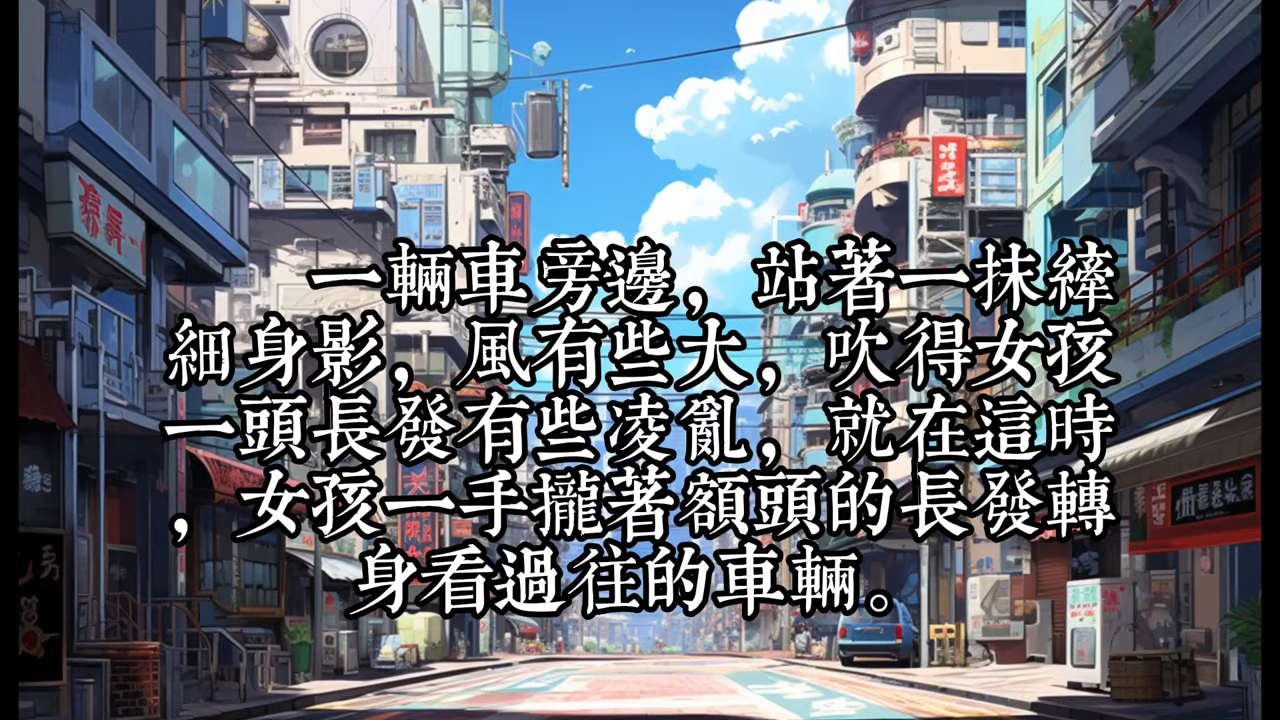 一輛車旁邊，站著一抹縴
細身影，風有些大，吹得女孩
一頭長發有些凌亂，就在這時
，女孩一手攏著額頭的長發轉
身看過往的車輛。